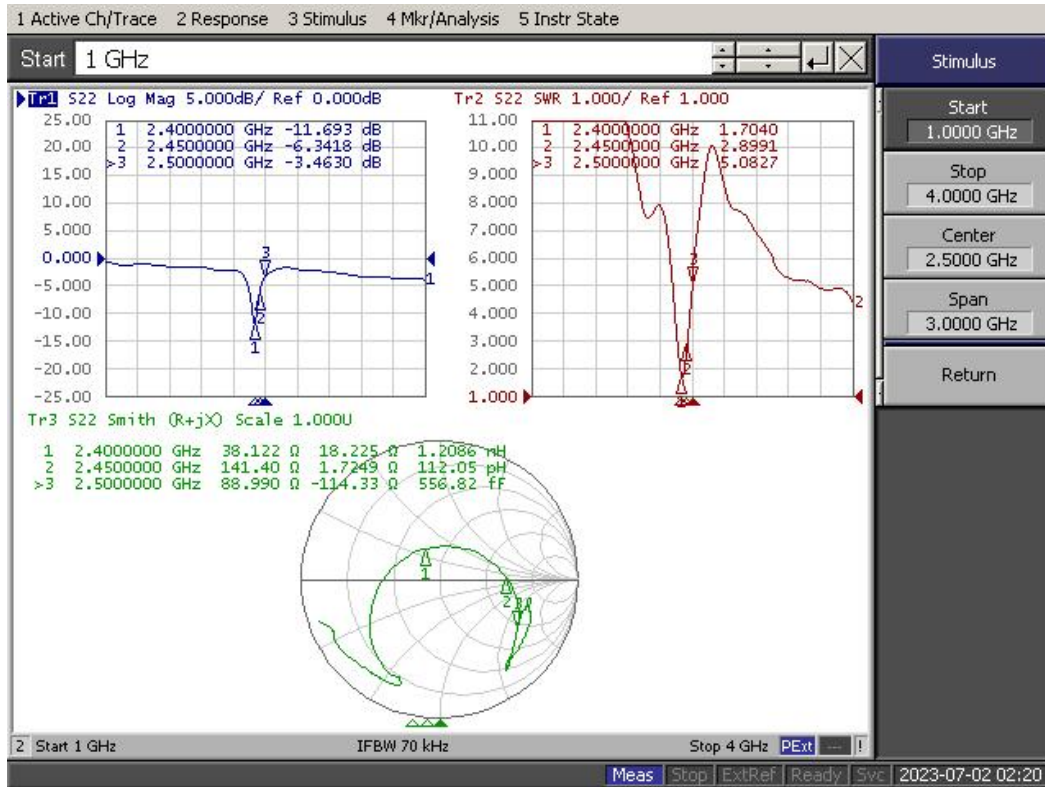 1 Active Ch/Trace 2 Response 3 Stimulus 4 Mkr/Analysis 5 Instr State
Start 1 GHz
Stimulus
Start
1.0000 GHz
Stop
4.0000 GHz
Center
2.5000 GHz
Span
3.0000 GHz
Return
Tr1 S22 Log Mag 5.000dB/ Ref 0.000dB
25.00
20.00
15.00
10.00
5.000
0.000
-5.000
-10.00
-15.00
-20.00
-25.00
1 2.4000000 GHz -11.693 dB
2 2.4500000 GHz -6.3418 dB
>3 2.5000000 GHz -3.4630 dB
3
2
1
1
Tr2 S22 SWR 1.000/ Ref 1.000
11.00
10.00
9.000
8.000
7.000
6.000
5.000
4.000
3.000
2.000
1.000
1 2.4000000 GHz 1.7040
2 2.4500000 GHz 2.8991
>3 2.5000000 GHz 5.0827
3
2
2
Tr3 S22 Smith (R+jX) Scale 1.000U
1 2.4000000 GHz 38.122 Ω 18.225 Ω 1.2086 nH
2 2.4500000 GHz 141.40 Ω 1.7249 Ω 112.05 pH
>3 2.5000000 GHz 88.990 Ω -114.33 Ω 556.82 fF
1
2
2 Start 1 GHz IFBW 70 kHz Stop 4 GHz PExt --- !
Meas Stop ExtRef Ready Svc 2023-07-02 02:20